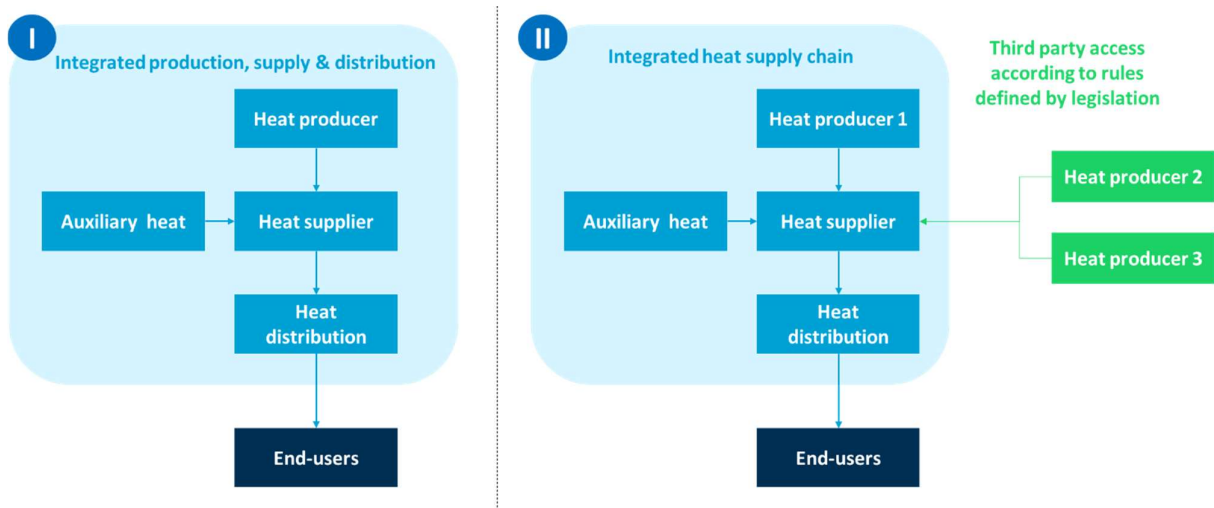 I
Integrated production, supply & distribution
Heat producer
Auxiliary heat
Heat supplier
Heat
distribution
End-users
II
Integrated heat supply chain
Heat producer 1
Auxiliary heat
Heat supplier
Heat
distribution
End-users
Third party access
according to rules
defined by legislation
Heat producer 2
Heat producer 3